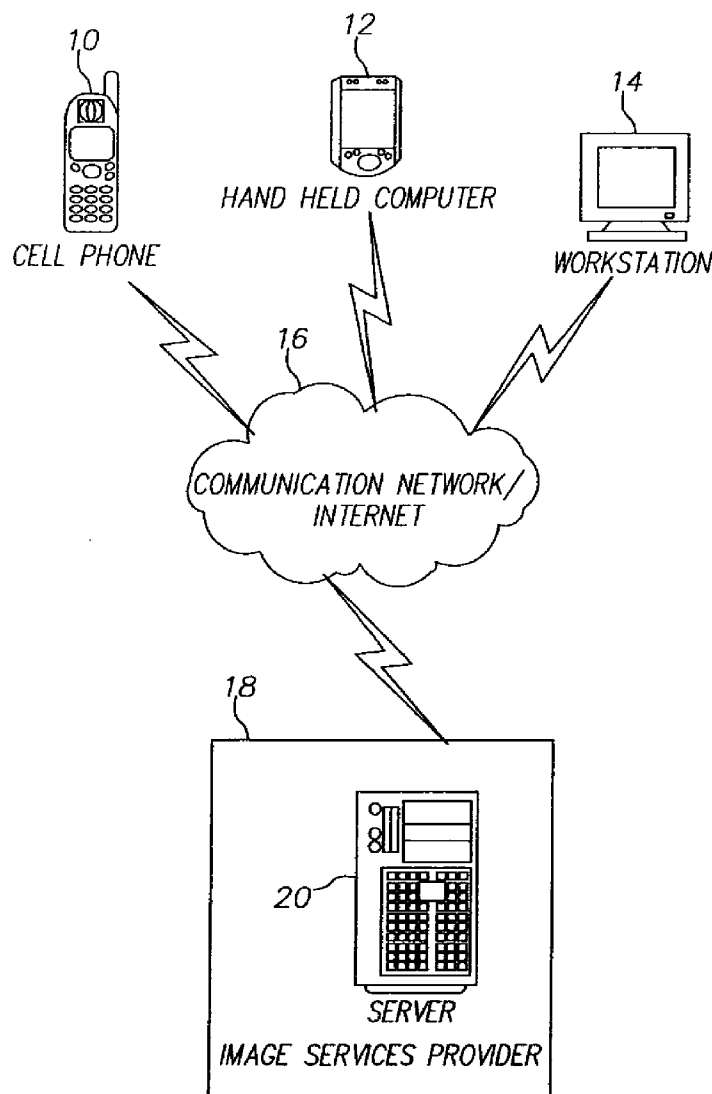 10
12
14
HAND HELD COMPUTER
CELL PHONE
WORKSTATION
16
COMMUNICATION NETWORK/
INTERNET
18
20
SERVER
IMAGE SERVICES PROVIDER